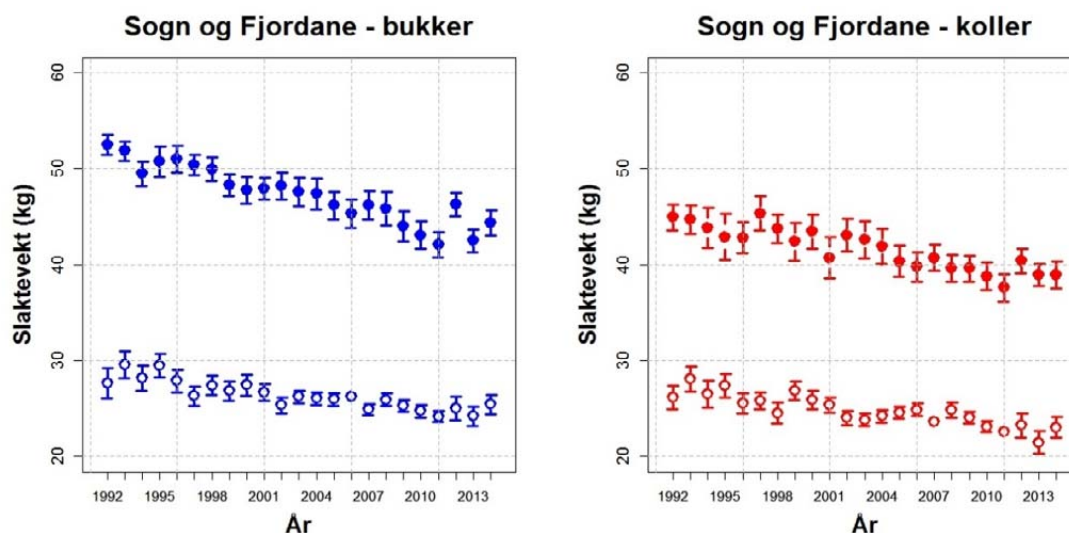 Sogn og Fjordane - bukker
60
50
40
30
20
Slaktevekt (kg)
1992 1995 1998 2001 2004 2007 2010 2013
År
Sogn og Fjordane - koller
60
50
40
30
20
Slaktevekt (kg)
1992 1995 1998 2001 2004 2007 2010 2013
År